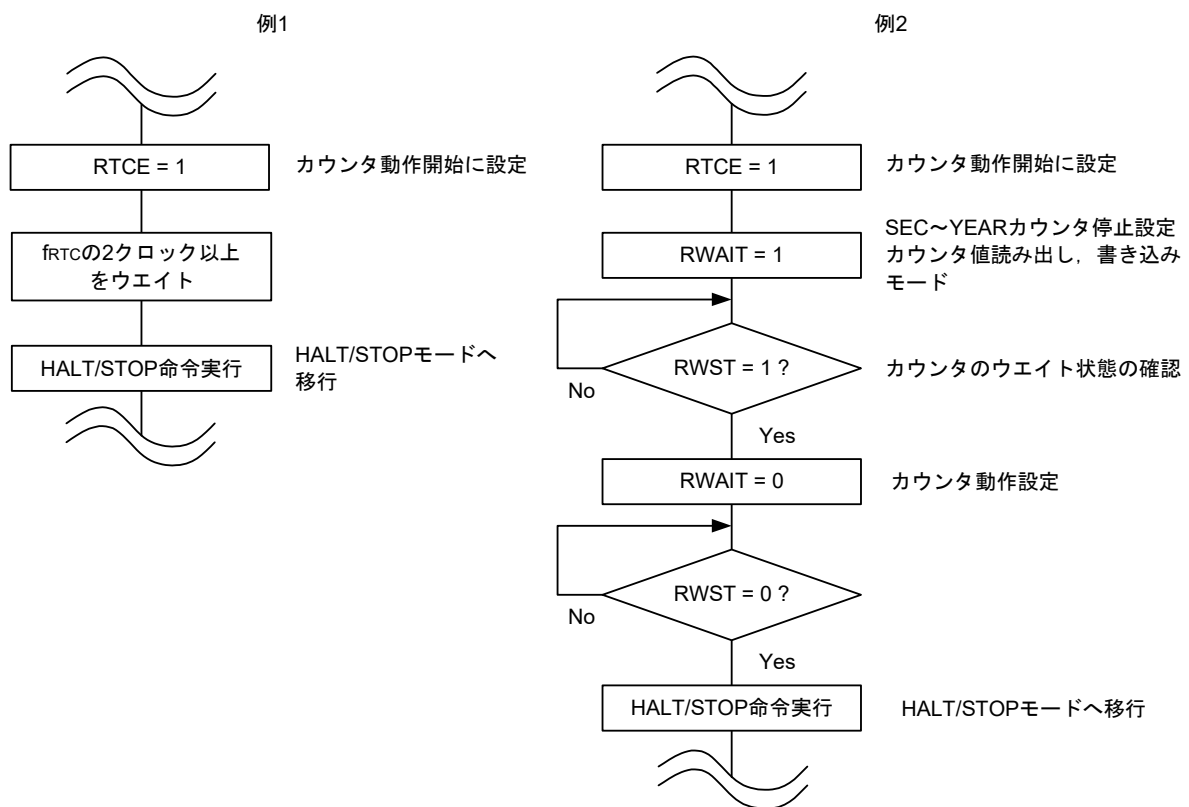 例1
RTCE = 1
カウンタ動作開始に設定
fRTCの2クロック以上
をウエイト
HALT/STOP命令実行
HALT/STOPモードへ
移行
例2
RTCE = 1
カウンタ動作開始に設定
RWAIT = 1
SEC～YEARカウンタ停止設定
カウンタ値読み出し，書き込み
モード
RWST = 1 ?
カウンタのウエイト状態の確認
No
Yes
RWAIT = 0
カウンタ動作設定
RWST = 0 ?
No
Yes
HALT/STOP命令実行
HALT/STOPモードへ移行